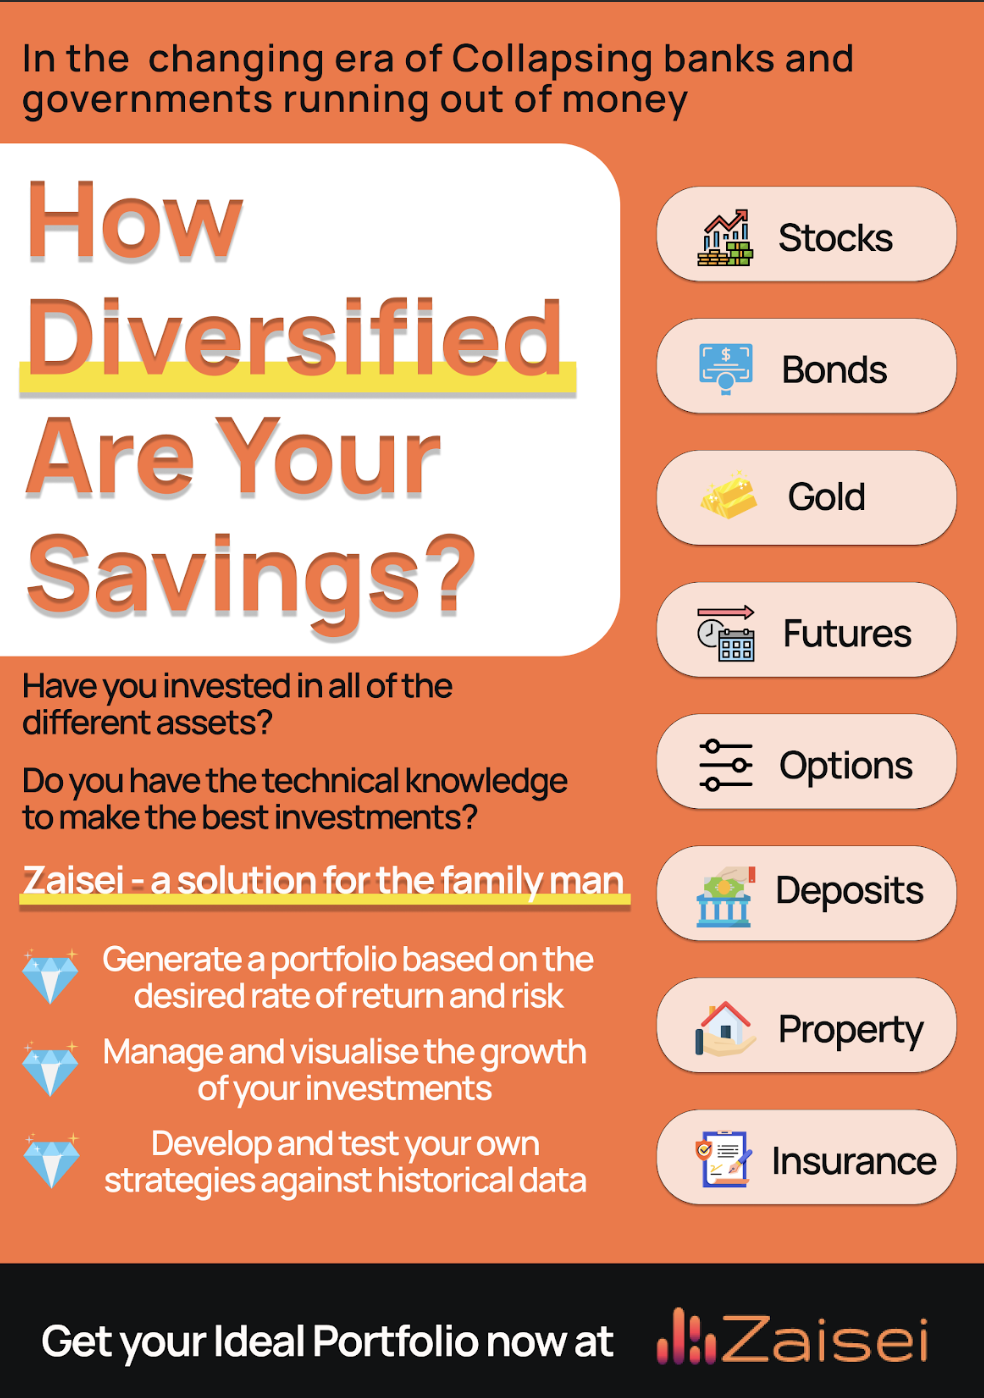 In the changing era of Collapsing banks and
governments running out of money
How
Diversified
Are Your
Savings?
Have you invested in all of the
different assets?
Do you have the technical knowledge
to make the best investments?
Zaisei - a solution for the family man
Generate a portfolio based on the
desired rate of return and risk
Manage and visualise the growth
of your investments
Develop and test your own
strategies against historical data
Stocks
$
Bonds
Gold
Futures
Options
Deposits
Property
Insurance
Get your Ideal Portfolio now at
Zaisei